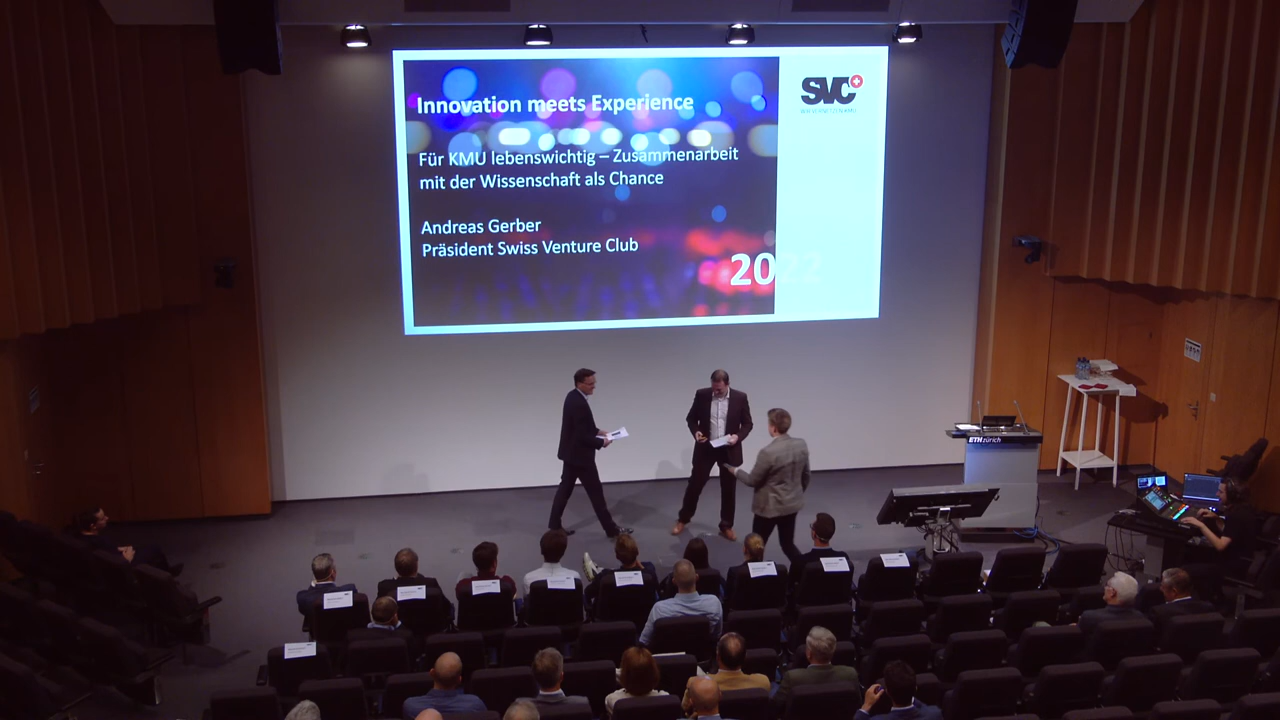 Innovation meets Experience
SVC
Für KMU lebenswichtig – Zusammenarbeit
mit der Wissenschaft als Chance
Andreas Gerber
Präsident Swiss Venture Club
2022
ETH zürich